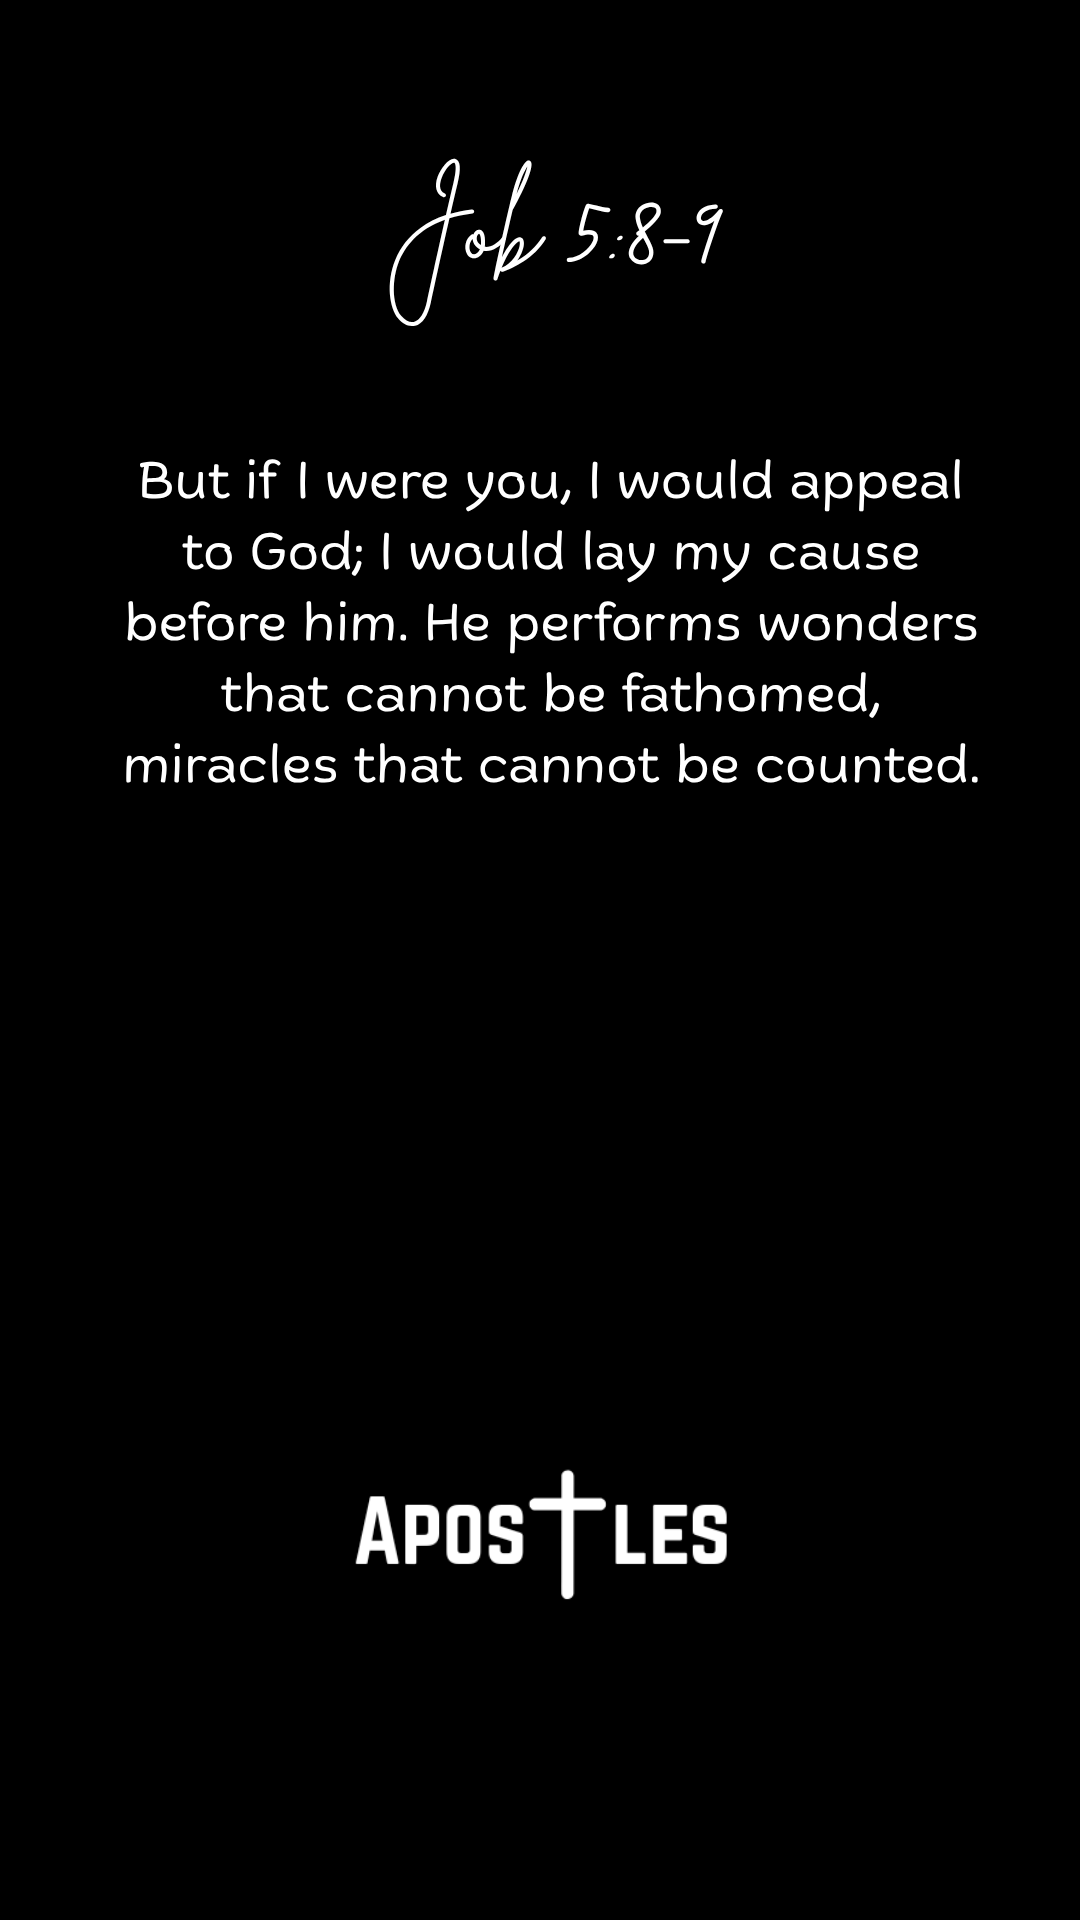 Job 5:8-9
But if I were you, I would appeal
to God; I would lay my cause
before him. He performs wonders
that cannot be fathomed,
miracles that cannot be counted.
APOSTLES